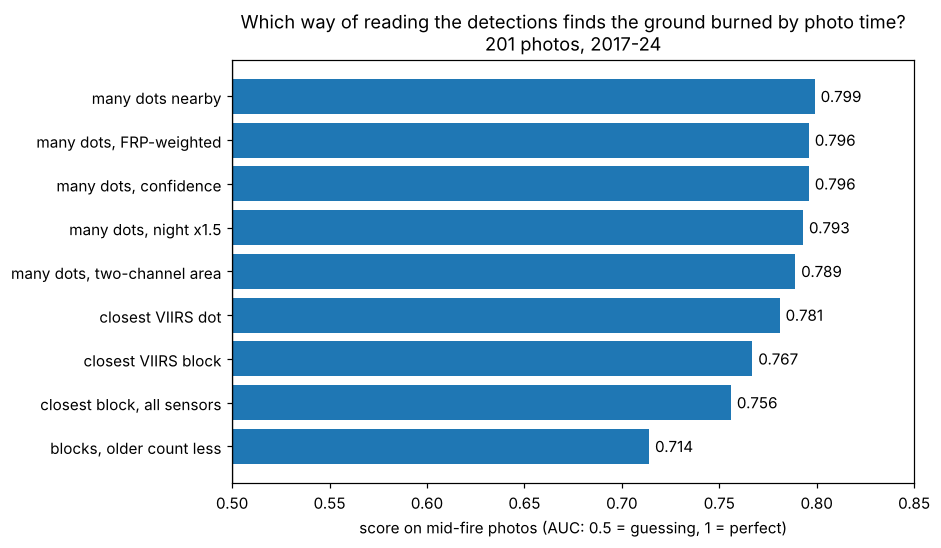 Which way of reading the detections finds the ground burned by photo time?
201 photos, 2017-24
many dots nearby 0.799
many dots, FRP-weighted 0.796
many dots, confidence 0.796
many dots, night x1.5 0.793
many dots, two-channel area 0.789
closest VIIRS dot 0.781
closest VIIRS block 0.767
closest block, all sensors 0.756
blocks, older count less 0.714
0.50 0.55 0.60 0.65 0.70 0.75 0.80 0.85
score on mid-fire photos (AUC: 0.5 = guessing, 1 = perfect)